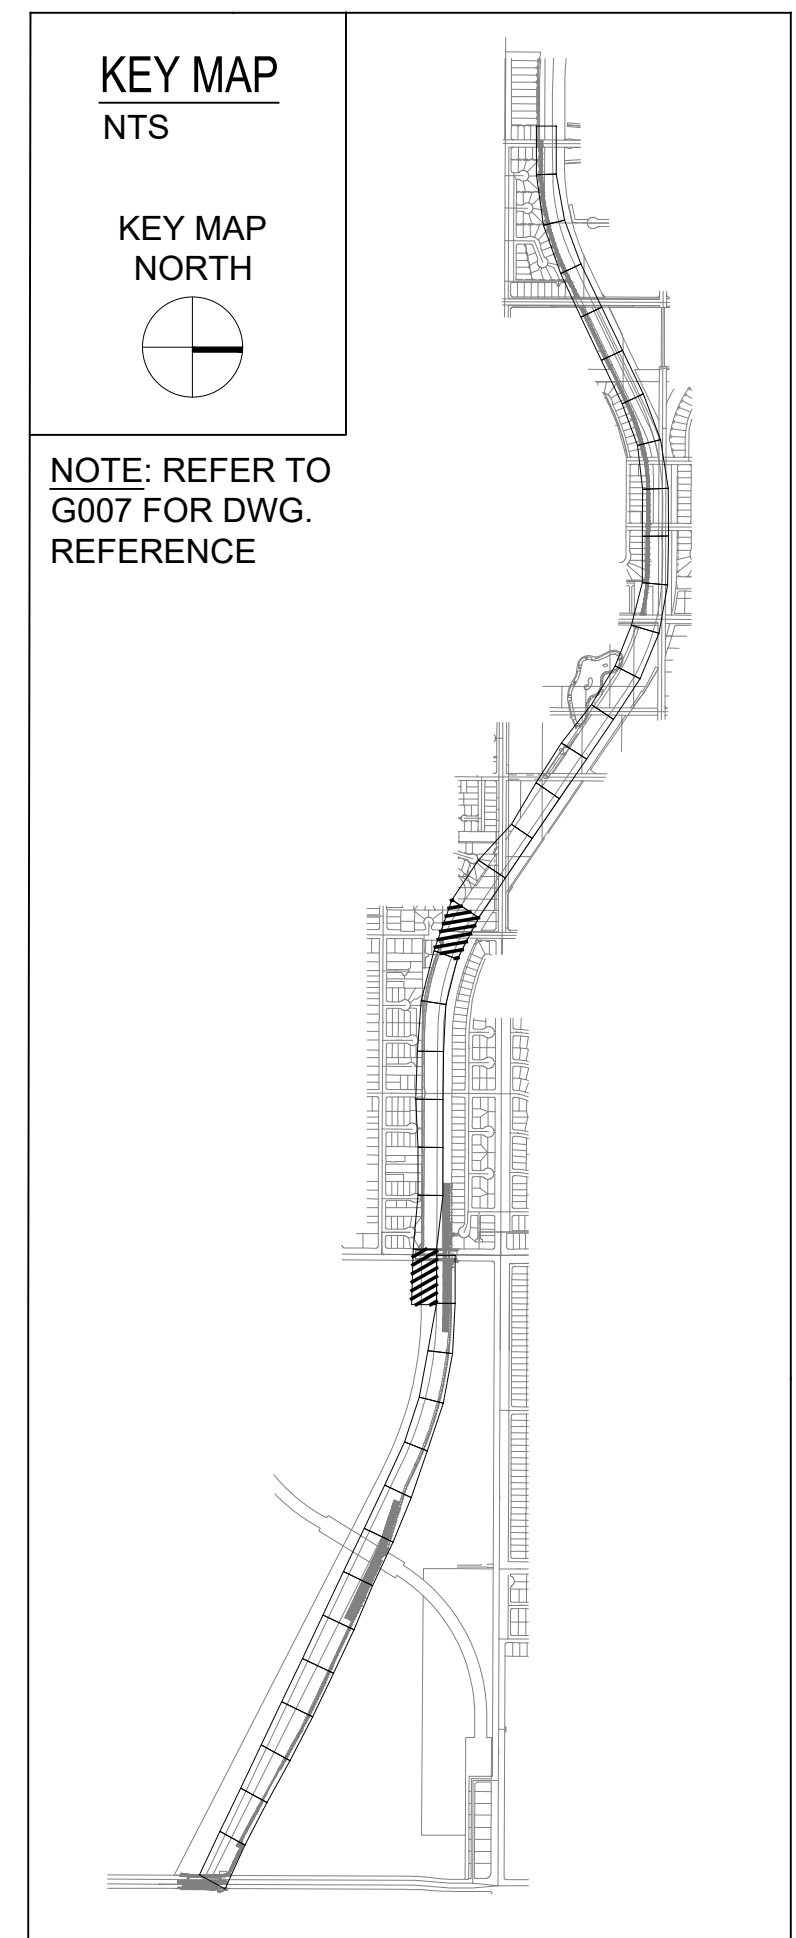 KEY MAP
NTS
KEY MAP
NORTH
NOTE: REFER TO
G007 FOR DWG.
REFERENCE